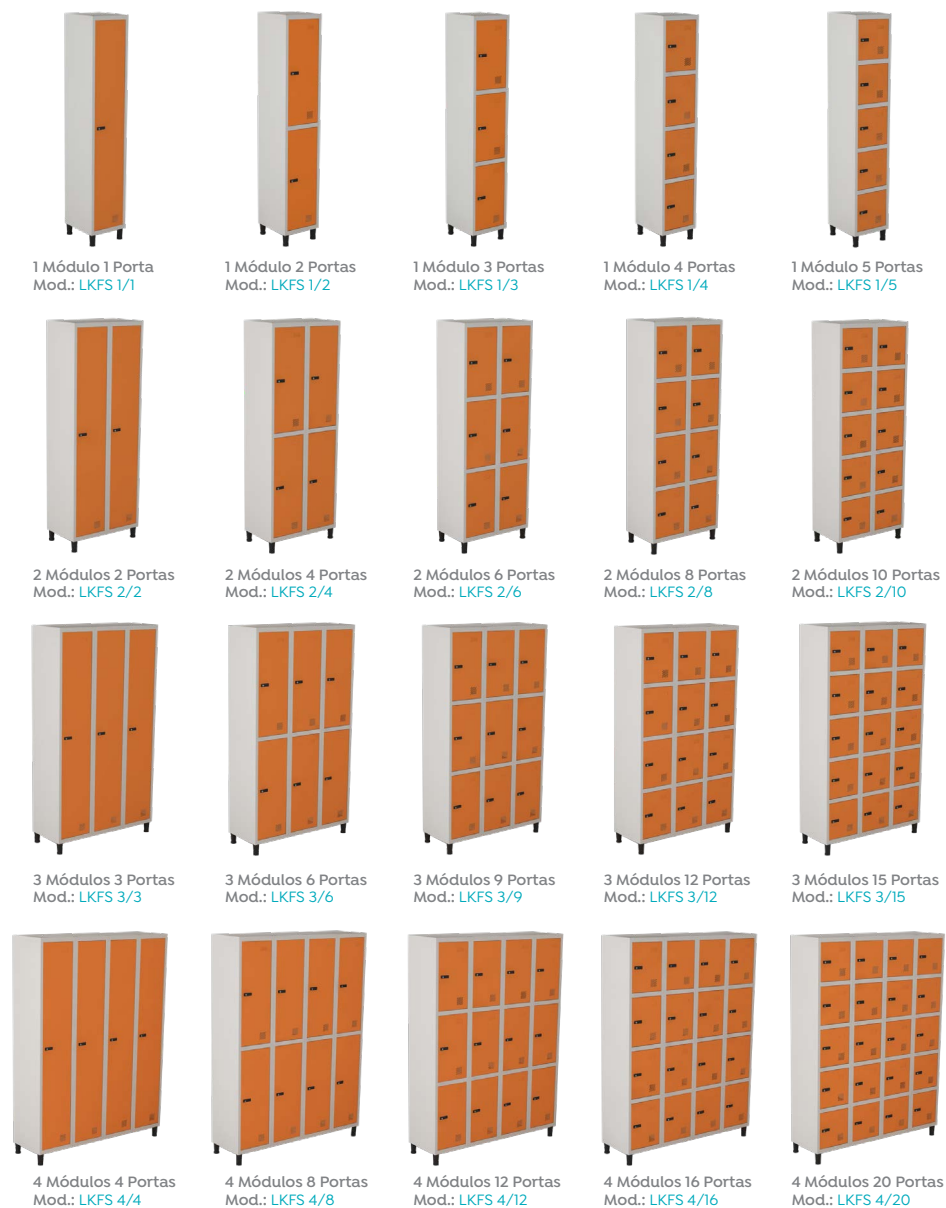 1 Módulo 1 Porta
Mod.: LKFS 1/1
1 Módulo 2 Portas
Mod.: LKFS 1/2
1 Módulo 3 Portas
Mod.: LKFS 1/3
1 Módulo 4 Portas
Mod.: LKFS 1/4
1 Módulo 5 Portas
Mod.: LKFS 1/5
2 Módulos 2 Portas
Mod.: LKFS 2/2
2 Módulos 4 Portas
Mod.: LKFS 2/4
2 Módulos 6 Portas
Mod.: LKFS 2/6
2 Módulos 8 Portas
Mod.: LKFS 2/8
2 Módulos 10 Portas
Mod.: LKFS 2/10
3 Módulos 3 Portas
Mod.: LKFS 3/3
3 Módulos 6 Portas
Mod.: LKFS 3/6
3 Módulos 9 Portas
Mod.: LKFS 3/9
3 Módulos 12 Portas
Mod.: LKFS 3/12
3 Módulos 15 Portas
Mod.: LKFS 3/15
4 Módulos 4 Portas
Mod.: LKFS 4/4
4 Módulos 8 Portas
Mod.: LKFS 4/8
4 Módulos 12 Portas
Mod.: LKFS 4/12
4 Módulos 16 Portas
Mod.: LKFS 4/16
4 Módulos 20 Portas
Mod.: LKFS 4/20